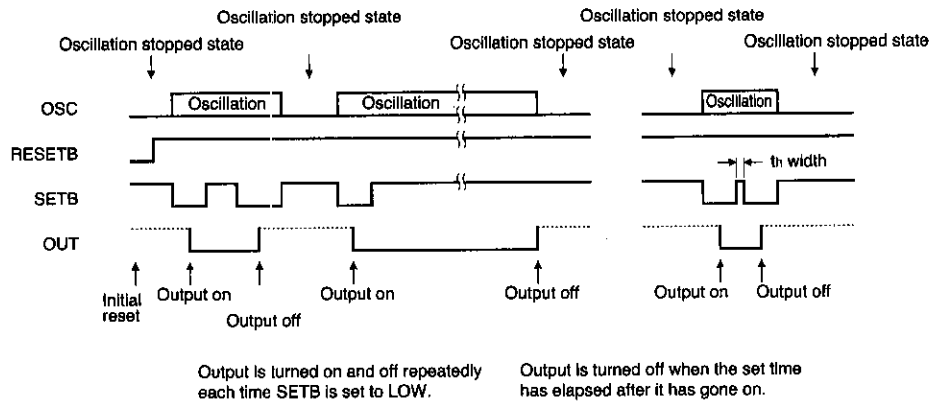 Oscillation stopped state
Oscillation stopped state
Oscillation stopped state
Oscillation stopped state
Oscillation stopped state
Oscillation stopped state
OSC
Oscillation
Oscillation
Oscillation
RESETB
th width
SETB
OUT
Initial
reset
Output on
Output off
Output on
Output off
Output on
Output off
Output is turned on and off repeatedly
each time SETB is set to LOW.
Output is turned off when the set time
has elapsed after it has gone on.